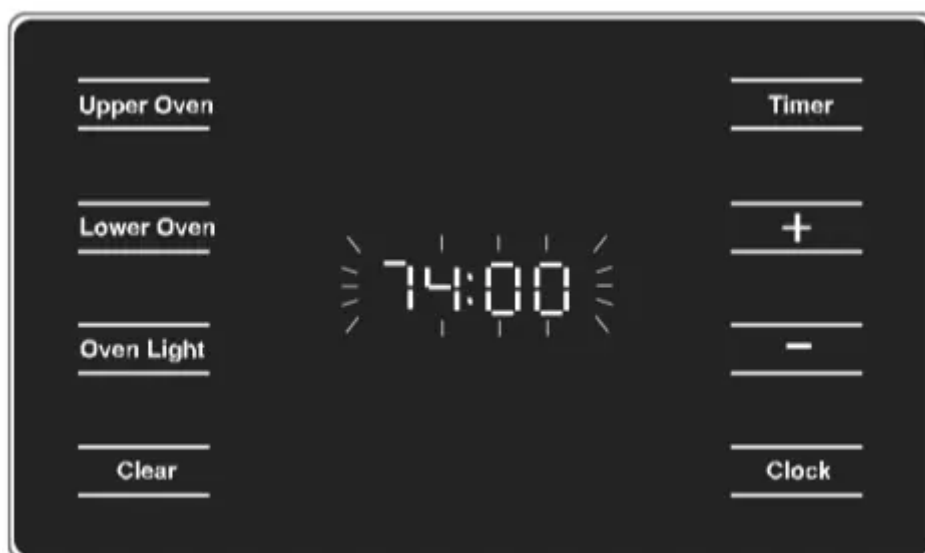 Upper Oven
Timer
Lower Oven
+
74:00
Oven Light
-
Clear
Clock